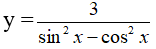 y = 3 / (sin² x − cos² x)